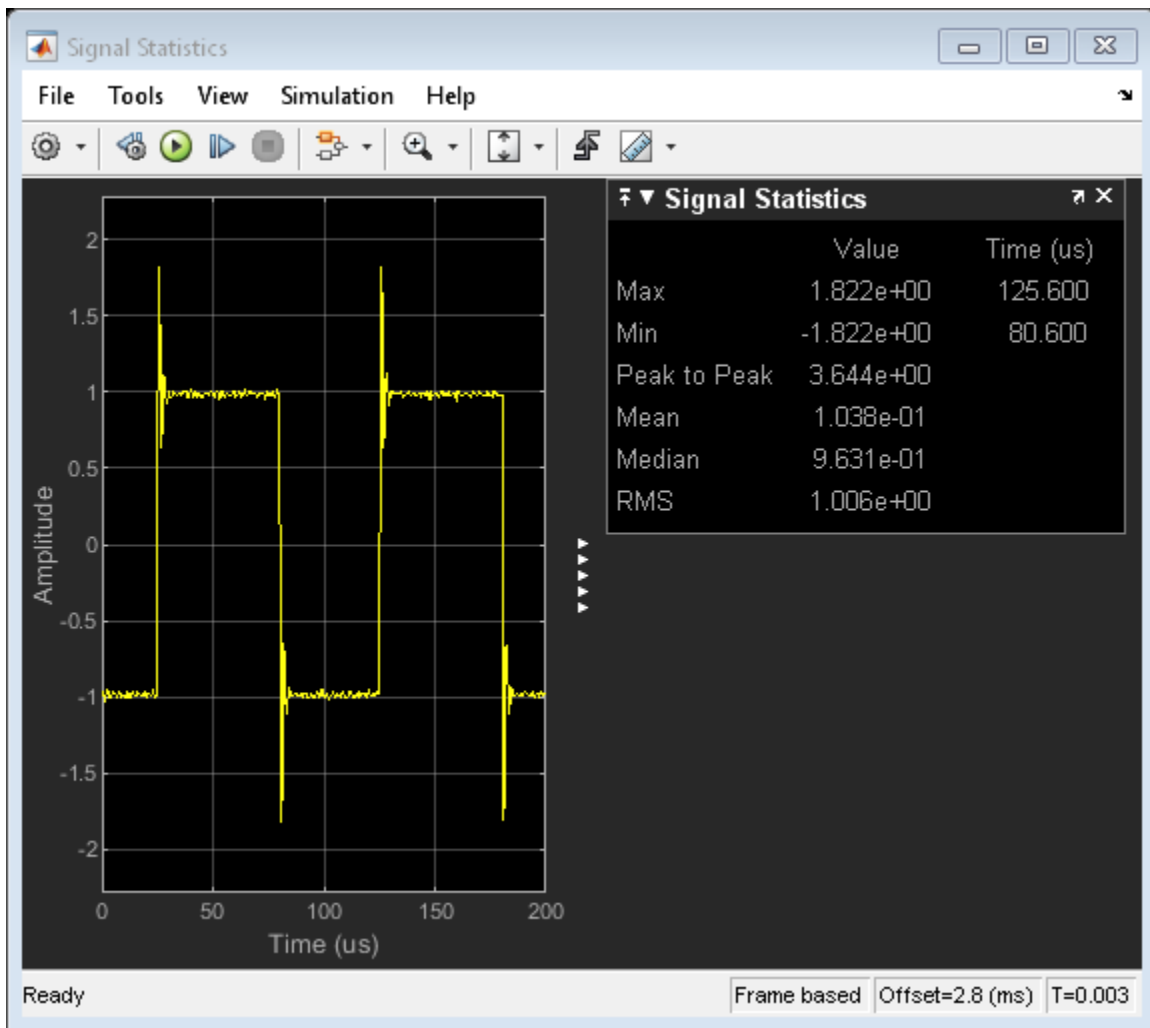 Signal Statistics
File Tools View Simulation Help
Signal Statistics
Value Time (us)
Max 1.822e+00 125.600
Min -1.822e+00 80.600
Peak to Peak 3.644e+00
Mean 1.038e-01
Median 9.631e-01
RMS 1.006e+00
2
1.5
1
0.5
0
-0.5
-1
-1.5
-2
Amplitude
0 50 100 150 200
Time (us)
Ready Frame based Offset=2.8 (ms) T=0.003